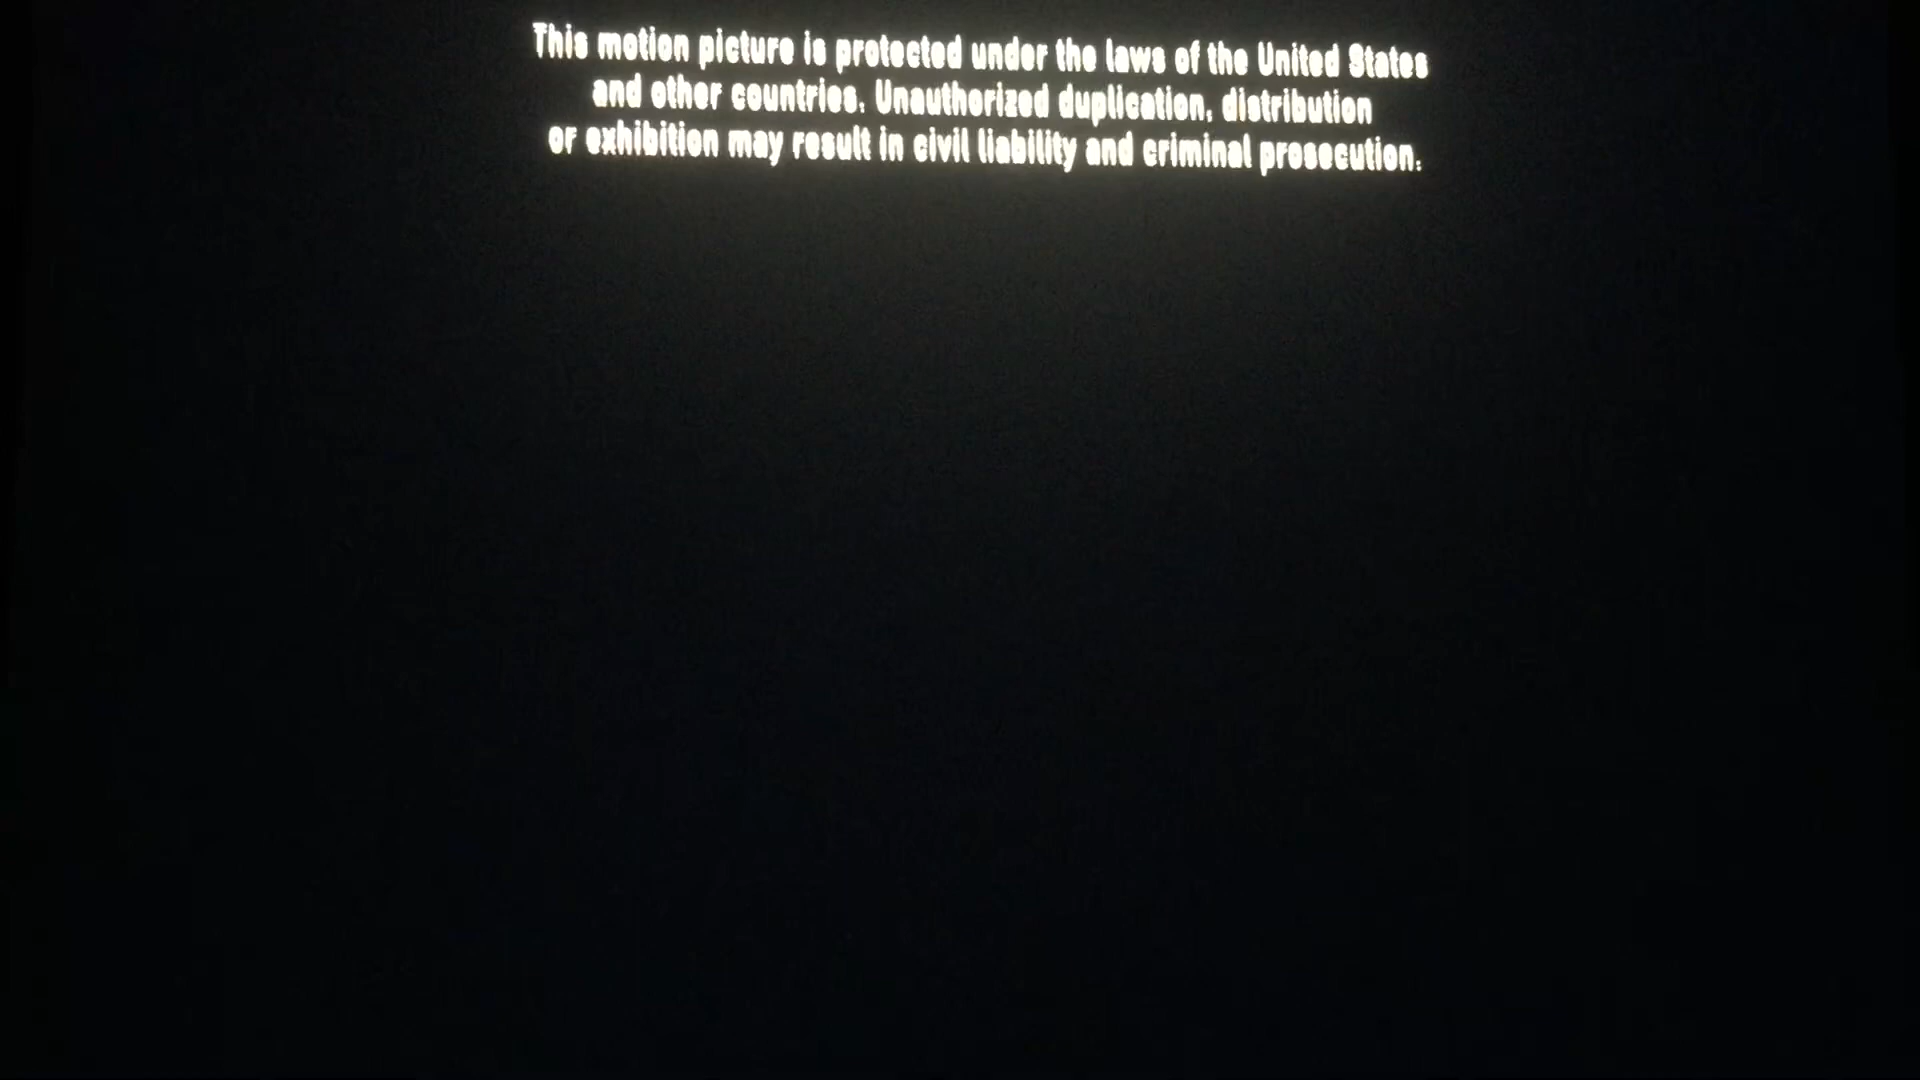 This motion picture is protected under the laws of the United States
and other countries. Unauthorized duplication, distribution
or exhibition may result in civil liability and criminal prosecution.